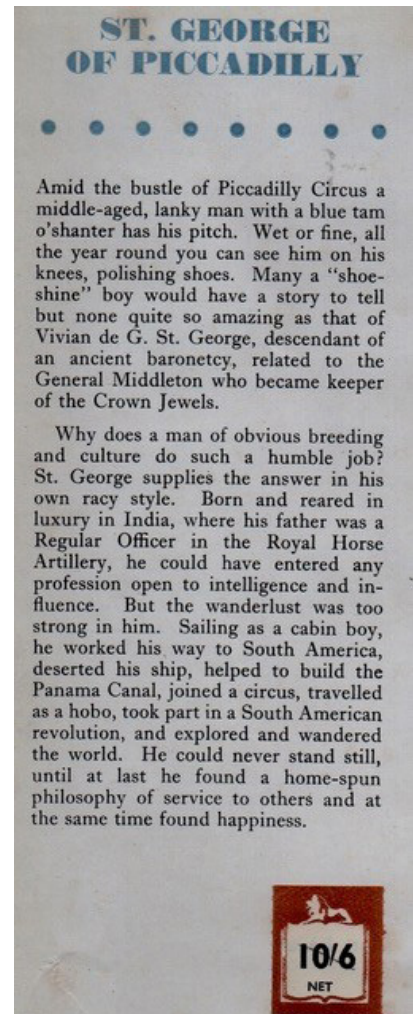 ST. GEORGE
OF PICCADILLY
Amid the bustle of Piccadilly Circus a
middle-aged, lanky man with a blue tam
o'shanter has his pitch. Wet or fine, all
the year round you can see him on his
knees, polishing shoes. Many a "shoe-
shine" boy would have a story to tell
but none quite so amazing as that of
Vivian de G. St. George, descendant of
an ancient baronetcy, related to the
General Middleton who became keeper
of the Crown Jewels.
Why does a man of obvious breeding
and culture do such a humble job?
St. George supplies the answer in his
own racy style. Born and reared in
luxury in India, where his father was a
Regular Officer in the Royal Horse
Artillery, he could have entered any
profession open to intelligence and in-
fluence. But the wanderlust was too
strong in him. Sailing as a cabin boy,
he worked his way to South America,
deserted his ship, helped to build the
Panama Canal, joined a circus, travelled
as a hobo, took part in a South American
revolution, and explored and wandered
the world. He could never stand still,
until at last he found a home-spun
philosophy of service to others and at
the same time found happiness.
10/6
NET